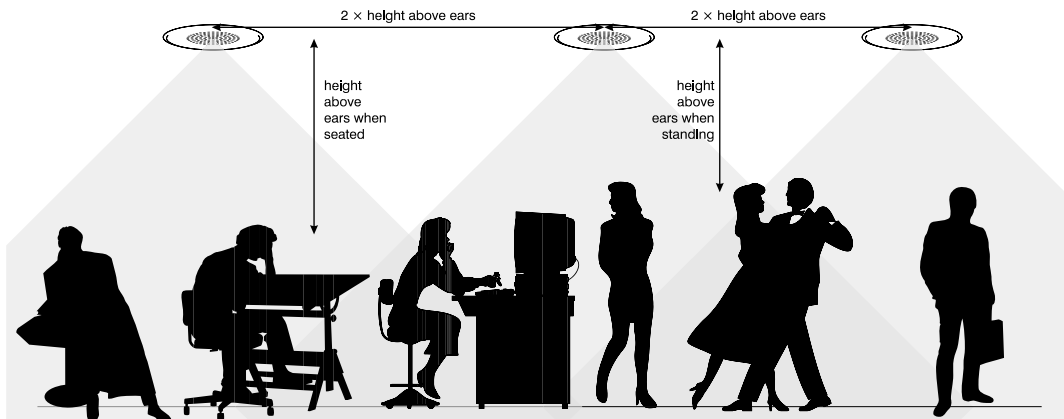 2 × height above ears
2 × height above ears
height
above
ears when
seated
height
above
ears when
standing